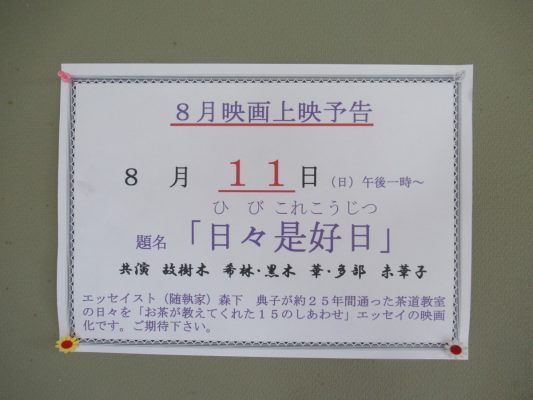 ８月映画上映予告
８　月　１１日（日）午後一時～
ひ　び　これこうじつ
題名「日々是好日」
共演　故樹木　希林・黒木　華・多部　未華子
エッセイスト（随執家）森下　典子が約２５年間通った茶道教室
の日々を「お茶が教えてくれた１５のしあわせ」エッセイの映画
化です。ご期待下さい。